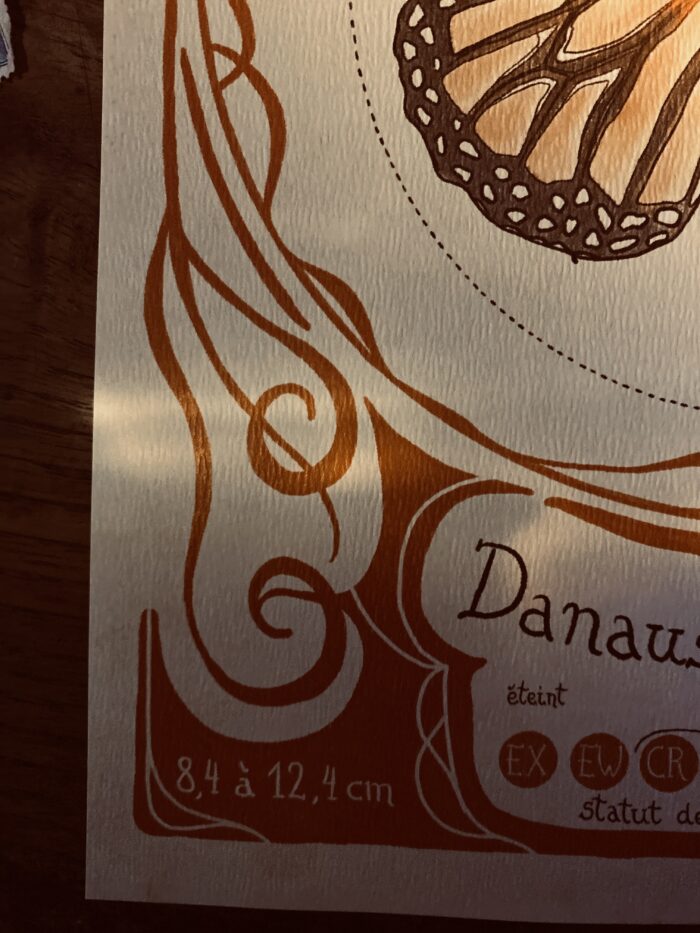 Danaus
éteint
EX EW CR
statut de
8,4 à 12,4 cm